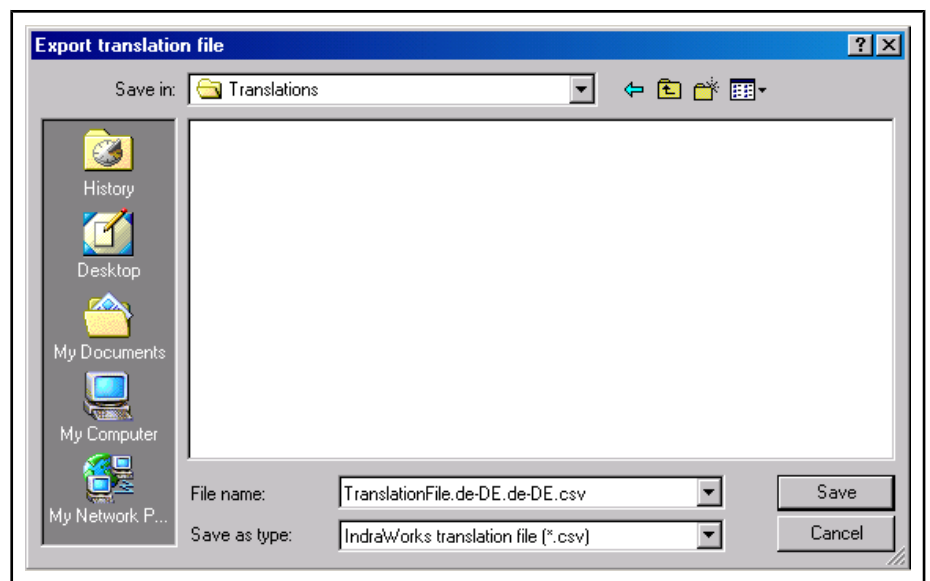 Export translation file
Save in: Translations
History
Desktop
My Documents
My Computer
My Network P...
File name: TranslationFile.de-DE.de-DE.csv Save
Save as type: IndraWorks translation file (*.csv) Cancel